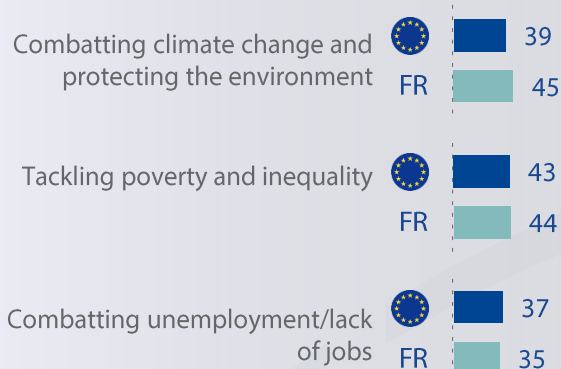 Combatting climate change and
protecting the environment
39
FR 45
Tackling poverty and inequality
43
FR 44
Combatting unemployment/lack
of jobs
37
FR 35